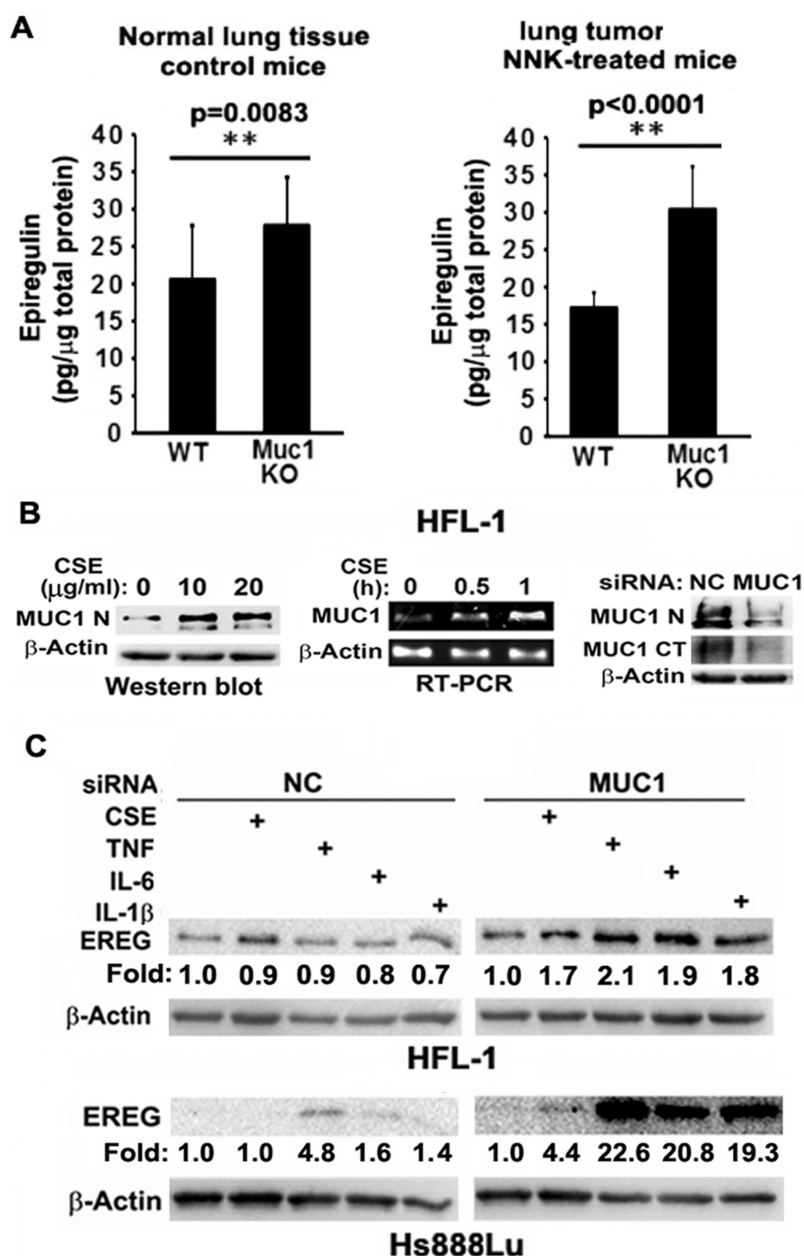 A
Normal lung tissue
control mice
p=0.0083
**
Epiregulin
(pg/μg total protein)
40
35
30
25
20
15
10
5
0
WT
Muc1
KO
lung tumor
NNK-treated mice
p<0.0001
**
Epiregulin
(pg/μg total protein)
40
35
30
25
20
15
10
5
0
WT
Muc1
KO
B
HFL-1
CSE
(μg/ml): 0 10 20
MUC1 N
β-Actin
Western blot
CSE
(h): 0 0.5 1
MUC1
β-Actin
RT-PCR
siRNA: NC MUC1
MUC1 N
MUC1 CT
β-Actin
C
siRNA NC MUC1
CSE + +
TNF + +
IL-6 + +
IL-1β + +
EREG
Fold: 1.0 0.9 0.9 0.8 0.7 1.0 1.7 2.1 1.9 1.8
β-Actin
HFL-1
EREG
Fold: 1.0 1.0 4.8 1.6 1.4 1.0 4.4 22.6 20.8 19.3
β-Actin
Hs888Lu